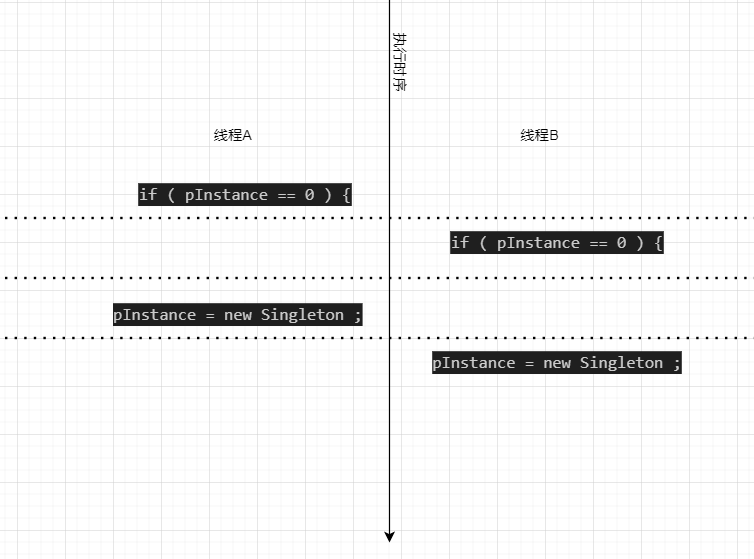 执行时序
线程A
线程B
if ( pInstance == 0 ) {
if ( pInstance == 0 ) {
pInstance = new Singleton ;
pInstance = new Singleton ;